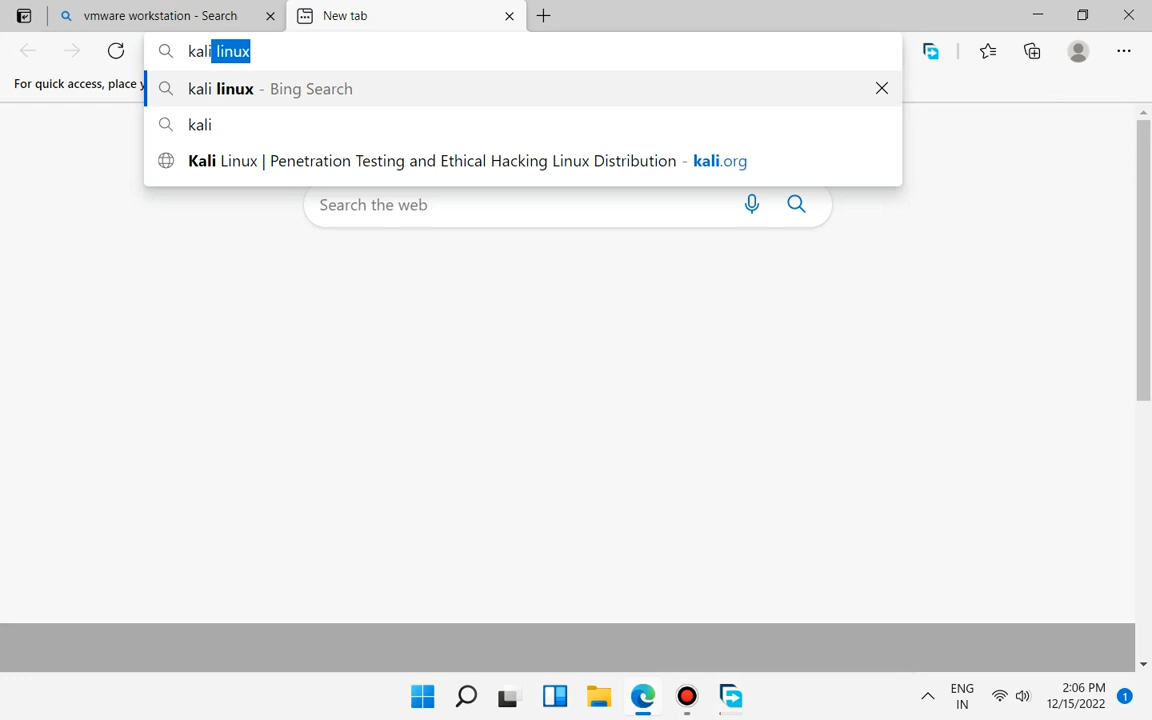 vmware workstation - Search
New tab
kali linux
For quick access, place y
kali linux - Bing Search
kali
Kali Linux | Penetration Testing and Ethical Hacking Linux Distribution - kali.org
Search the web
ENG
IN
2:06 PM
12/15/2022
1